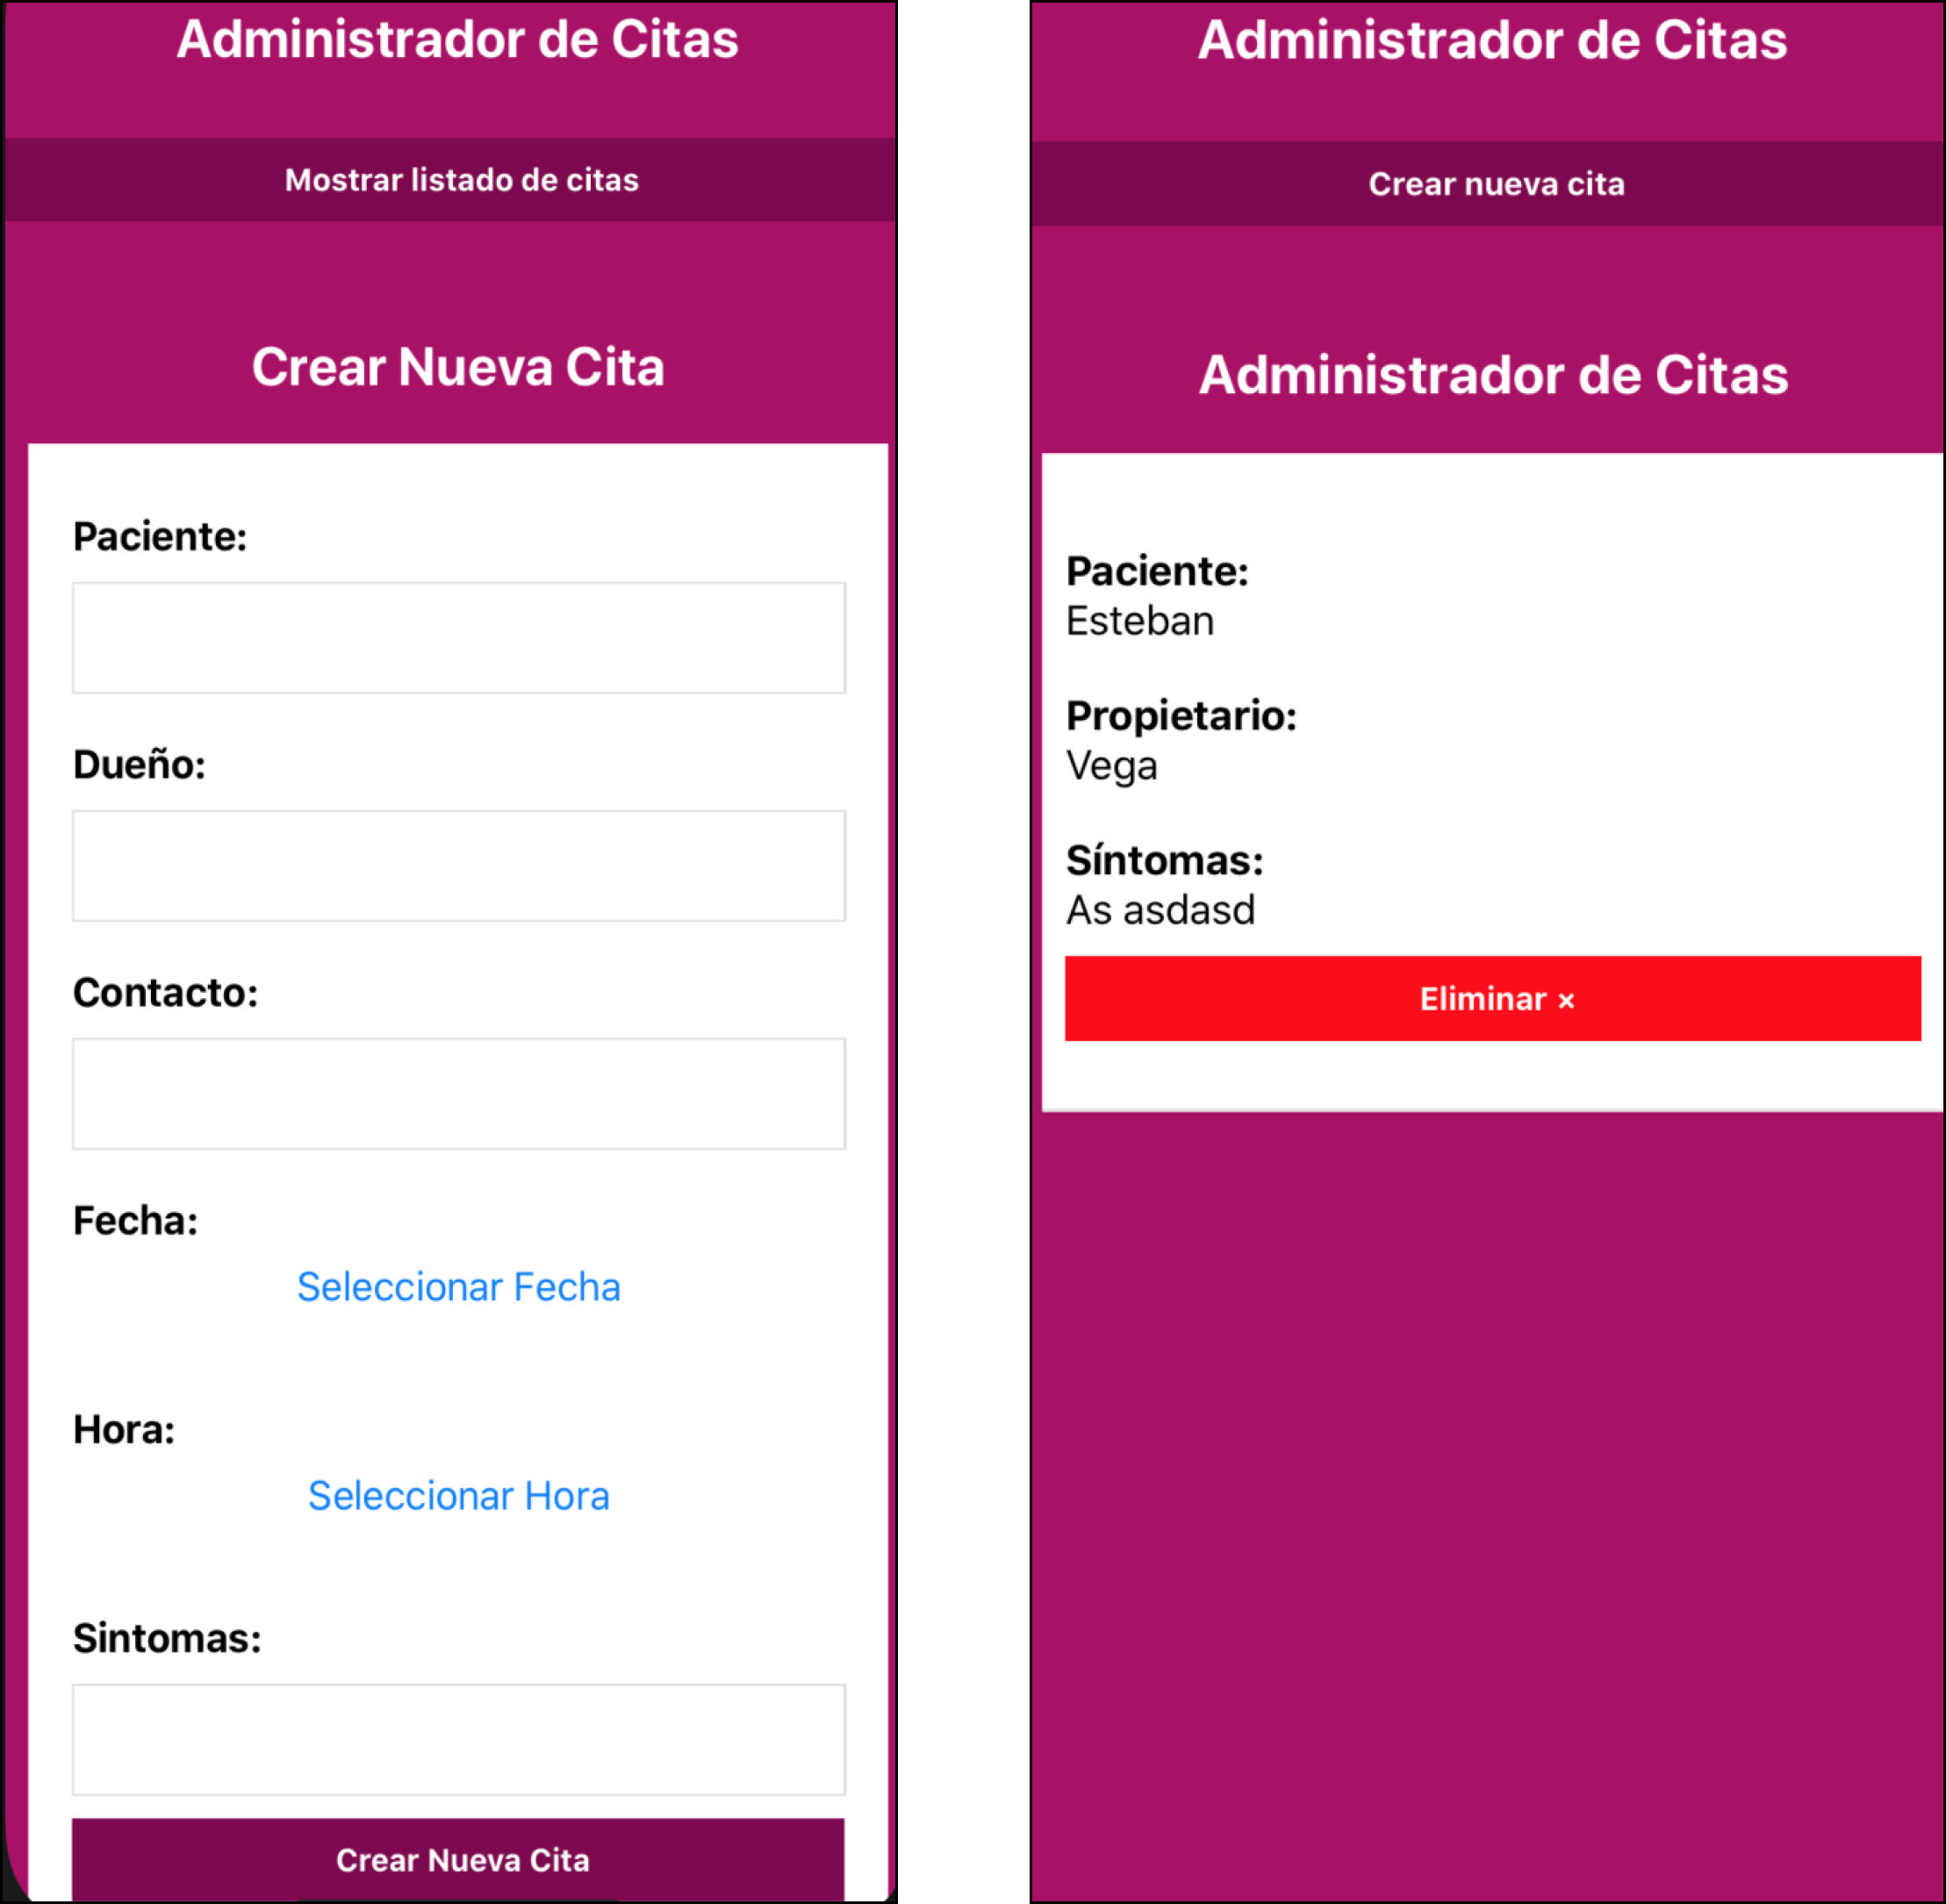 Administrador de Citas
Mostrar listado de citas
Crear Nueva Cita
Paciente:
Dueño:
Contacto:
Fecha:
Seleccionar Fecha
Hora:
Seleccionar Hora
Sintomas:
Crear Nueva Cita
Administrador de Citas
Crear nueva cita
Administrador de Citas
Paciente:
Esteban
Propietario:
Vega
Síntomas:
As asdasd
Eliminar ×